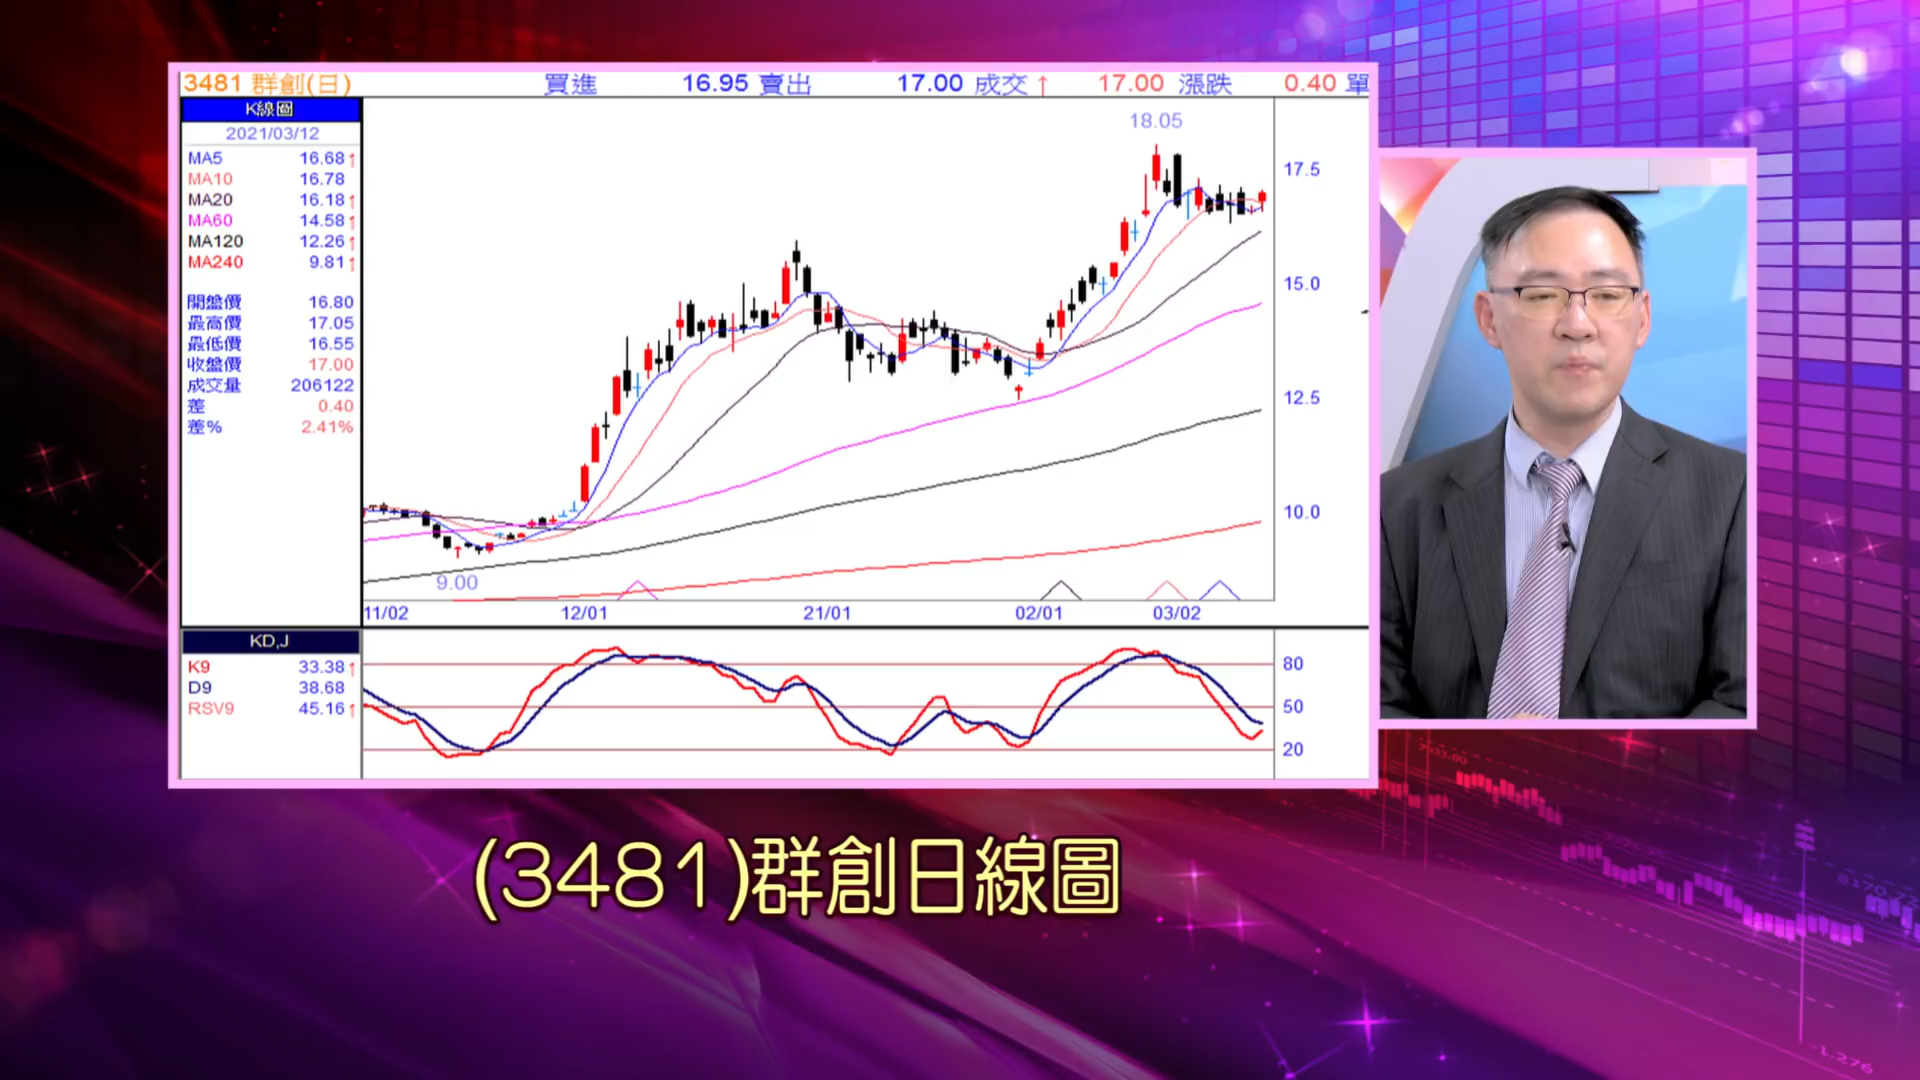 3481 群創(日) 買進 16.95 賣出 17.00 成交↑ 17.00 漲跌 0.40 單
K線圖
2021/03/12
MA5 16.68↑
MA10 16.78
MA20 16.18↑
MA60 14.58↑
MA120 12.26↑
MA240 9.81↑
開盤價 16.80
最高價 17.05
最低價 16.55
收盤價 17.00
成交量 206122
差 0.40
差% 2.41%
18.05
17.5
15.0
12.5
10.0
9.00
11/02 12/01 21/01 02/01 03/02
KD,J
K9 33.38↑
D9 38.68
RSV9 45.16↑
80
50
20
(3481)群創日線圖
-1.276